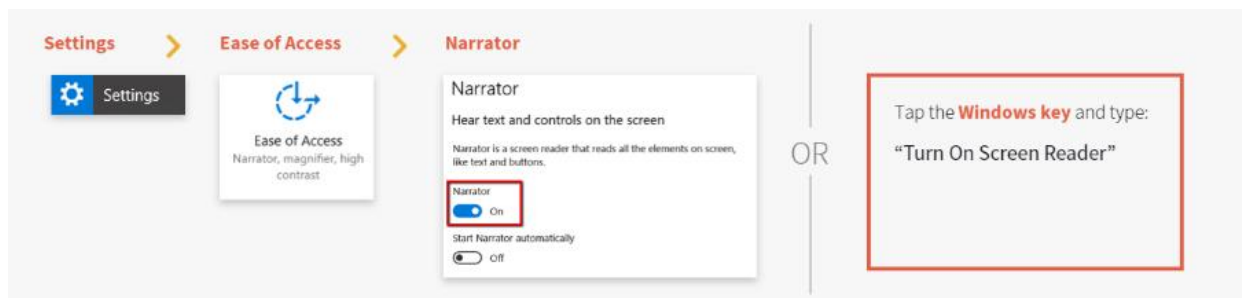 Settings
Ease of Access
Narrator
Settings
Ease of Access
Narrator, magnifier, high
contrast
Narrator
Hear text and controls on the screen
Narrator is a screen reader that reads all the elements on screen,
like text and buttons.
Narrator
On
Start Narrator automatically
Off
OR
Tap the Windows key and type:
“Turn On Screen Reader”